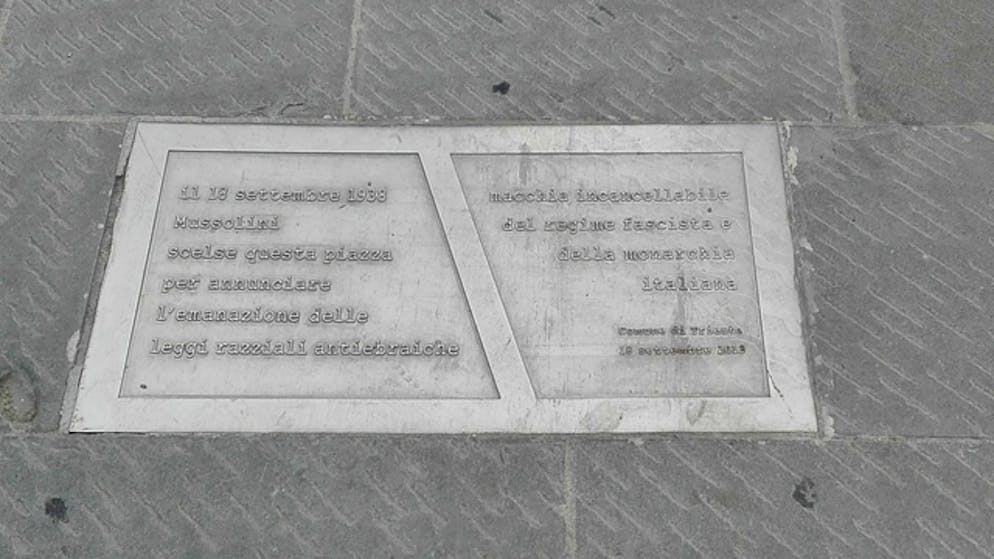 il 18 settembre 1938
Mussolini
scelse questa piazza
per annunciare
l'emanazione delle
leggi razziali antiebraiche
macchia incancellabile
del regime fascista e
della monarchia
italiana
Comune di Trieste
18 settembre 2013